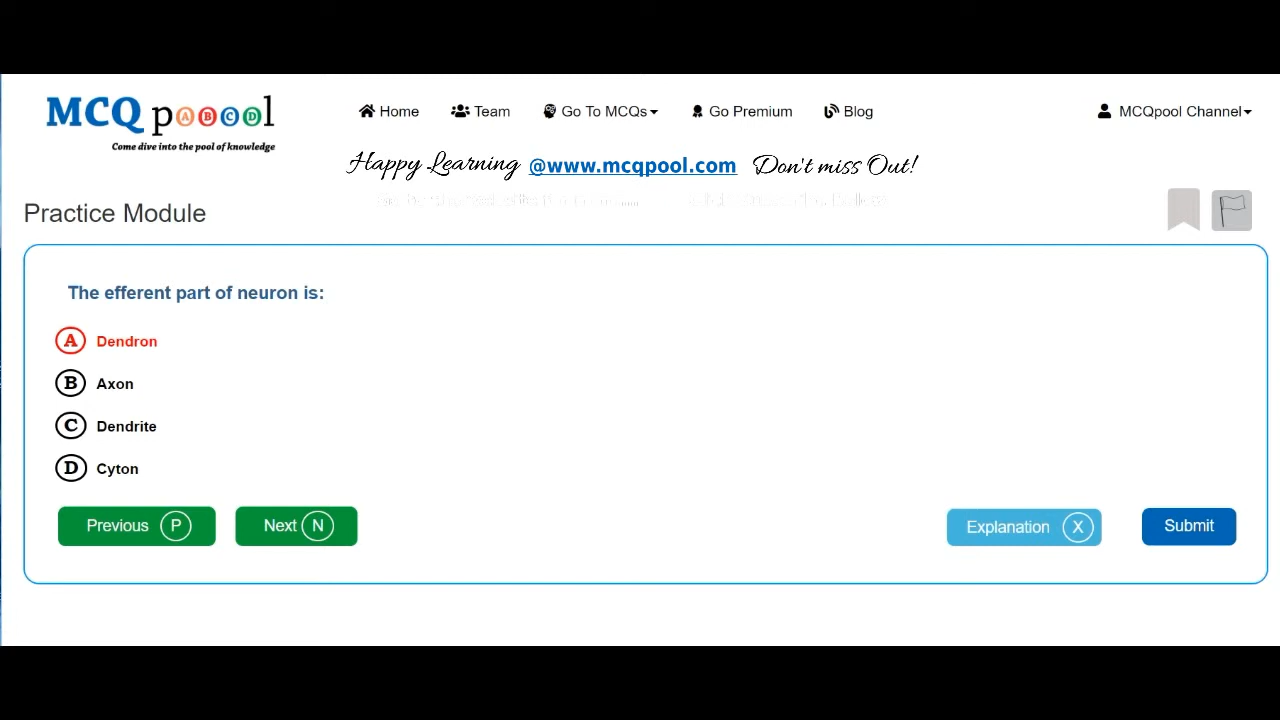 MCQ pABCDl
Come dive into the pool of knowledge
Home Team Go To MCQs Go Premium Blog MCQpool Channel
Happy Learning @www.mcqpool.com Don't miss Out!
Practice Module
The efferent part of neuron is:
A Dendron
B Axon
C Dendrite
D Cyton
Previous P Next N Explanation X Submit